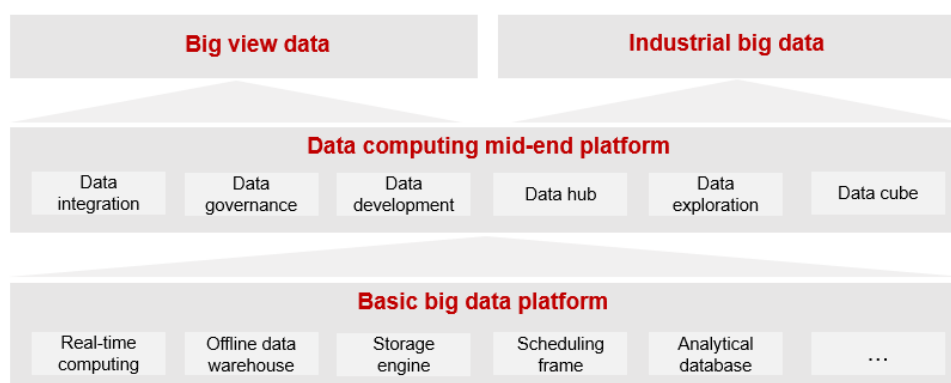 Big view data
Industrial big data
Data computing mid-end platform
Data
integration
Data
governance
Data
development
Data hub
Data
exploration
Data cube
Basic big data platform
Real-time
computing
Offline data
warehouse
Storage
engine
Scheduling
frame
Analytical
database
...